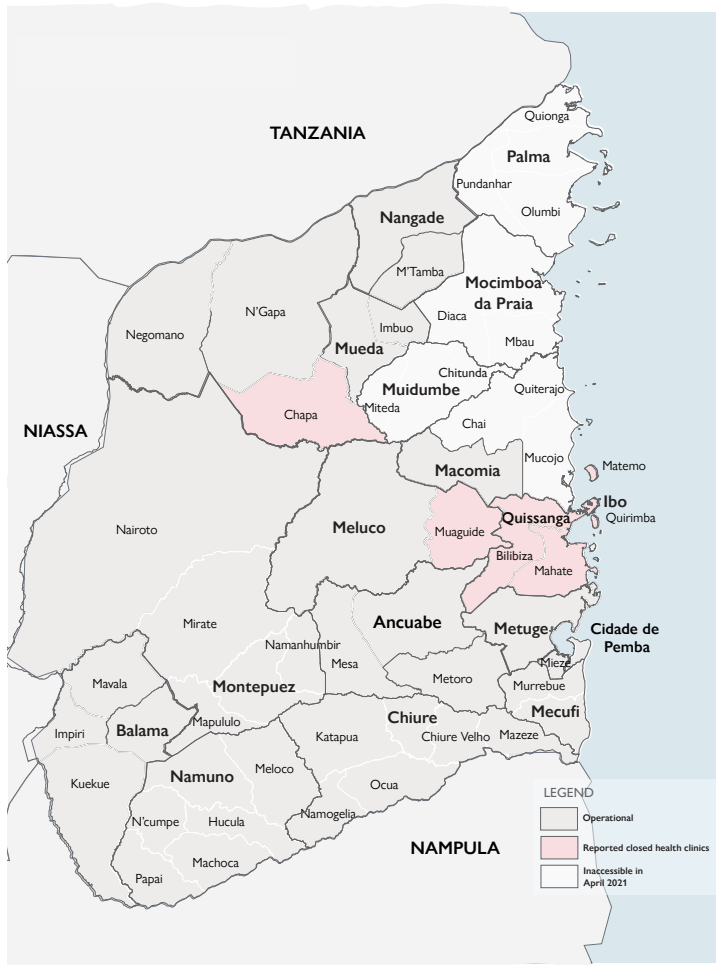 TANZANIA
Quionga
Palma
Pundanhar
Olumbi
Nangade
M'Tamba
Mocimboa
da Praia
Diaca
Mbau
N'Gapa
Negomano
Imbuo
Mueda
Chitunda
Muidumbe
Quiterajo
Miteda
Chapa
Chai
NIASSA
Mucojo
Macomia
Matemo
Ibo
Quirimba
Quissanga
Muaguide
Meluco
Nairoto
Bilibiza
Mahate
Ancuabe
Mirate
Metuge
Cidade de
Pemba
Namanhumbir
Mesa
Mieze
Metoro
Murrebue
Mavala
Montepuez
Mecufi
Mapululo
Chiure
Impiri
Balama
Katapua
Chiure Velho
Mazeze
Meloco
Namuno
Kuekue
Ocua
N'cumpe
Hucula
Namogelia
Machoca
Papai
NAMPULA
LEGEND
Operational
Reported closed health clinics
Inaccessible in
April 2021